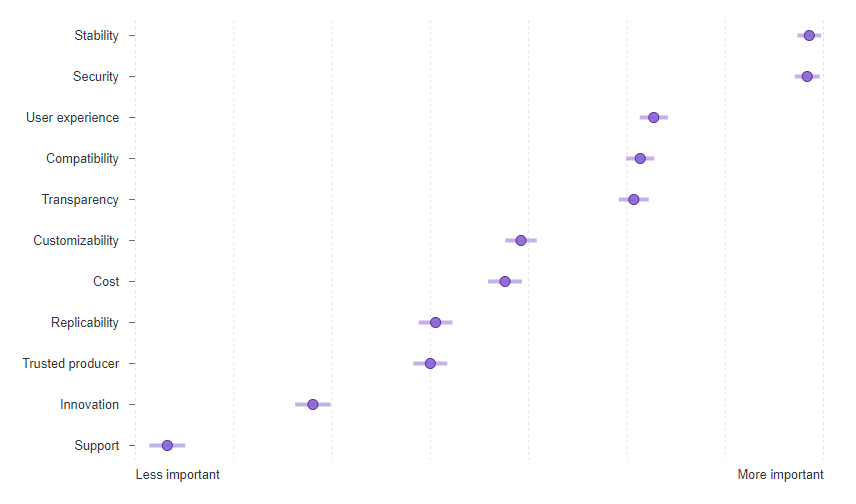 Stability
Security
User experience
Compatibility
Transparency
Customizability
Cost
Replicability
Trusted producer
Innovation
Support
Less important
More important